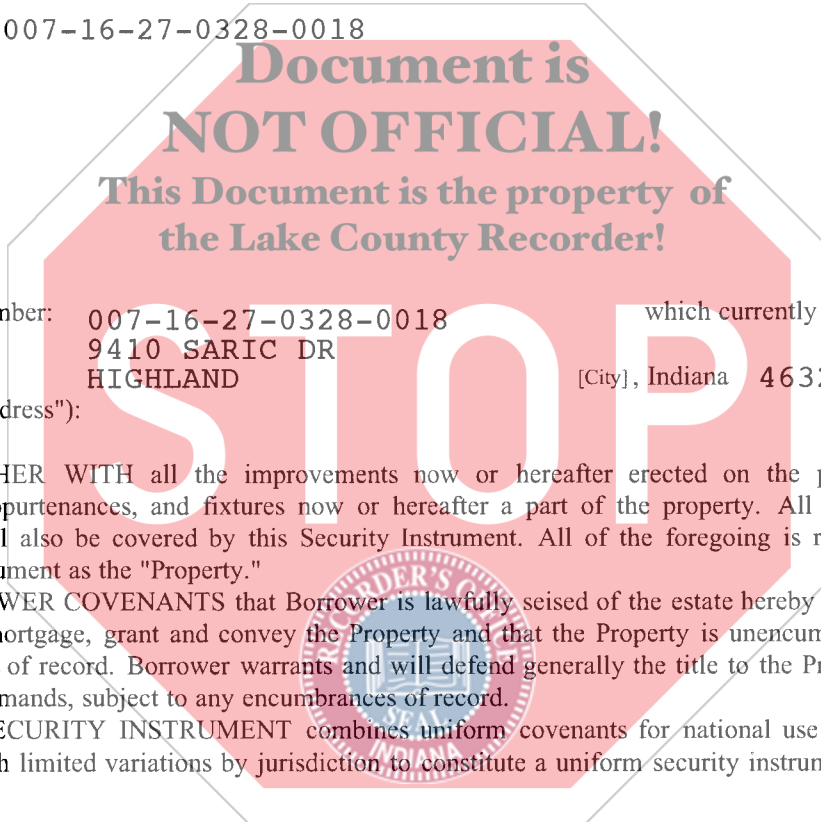 007-16-27-0328-0018
Document is
NOT OFFICIAL!
This Document is the property of
the Lake County Recorder!
mber: 007-16-27-0328-0018 which currently
9410 SARIC DR
HIGHLAND [City], Indiana 4632
dress"):
STOP
HER WITH all the improvements now or hereafter erected on the p
purtenances, and fixtures now or hereafter a part of the property. All
l also be covered by this Security Instrument. All of the foregoing is r
ument as the "Property."
WER COVENANTS that Borrower is lawfully seised of the estate hereby
ortgage, grant and convey the Property and that the Property is unencum
of record. Borrower warrants and will defend generally the title to the Pr
mands, subject to any encumbrances of record.
ECURITY INSTRUMENT combines uniform covenants for national use
h limited variations by jurisdiction to constitute a uniform security instrum
RECORDER'S OFFICE
SEAL
INDIANA